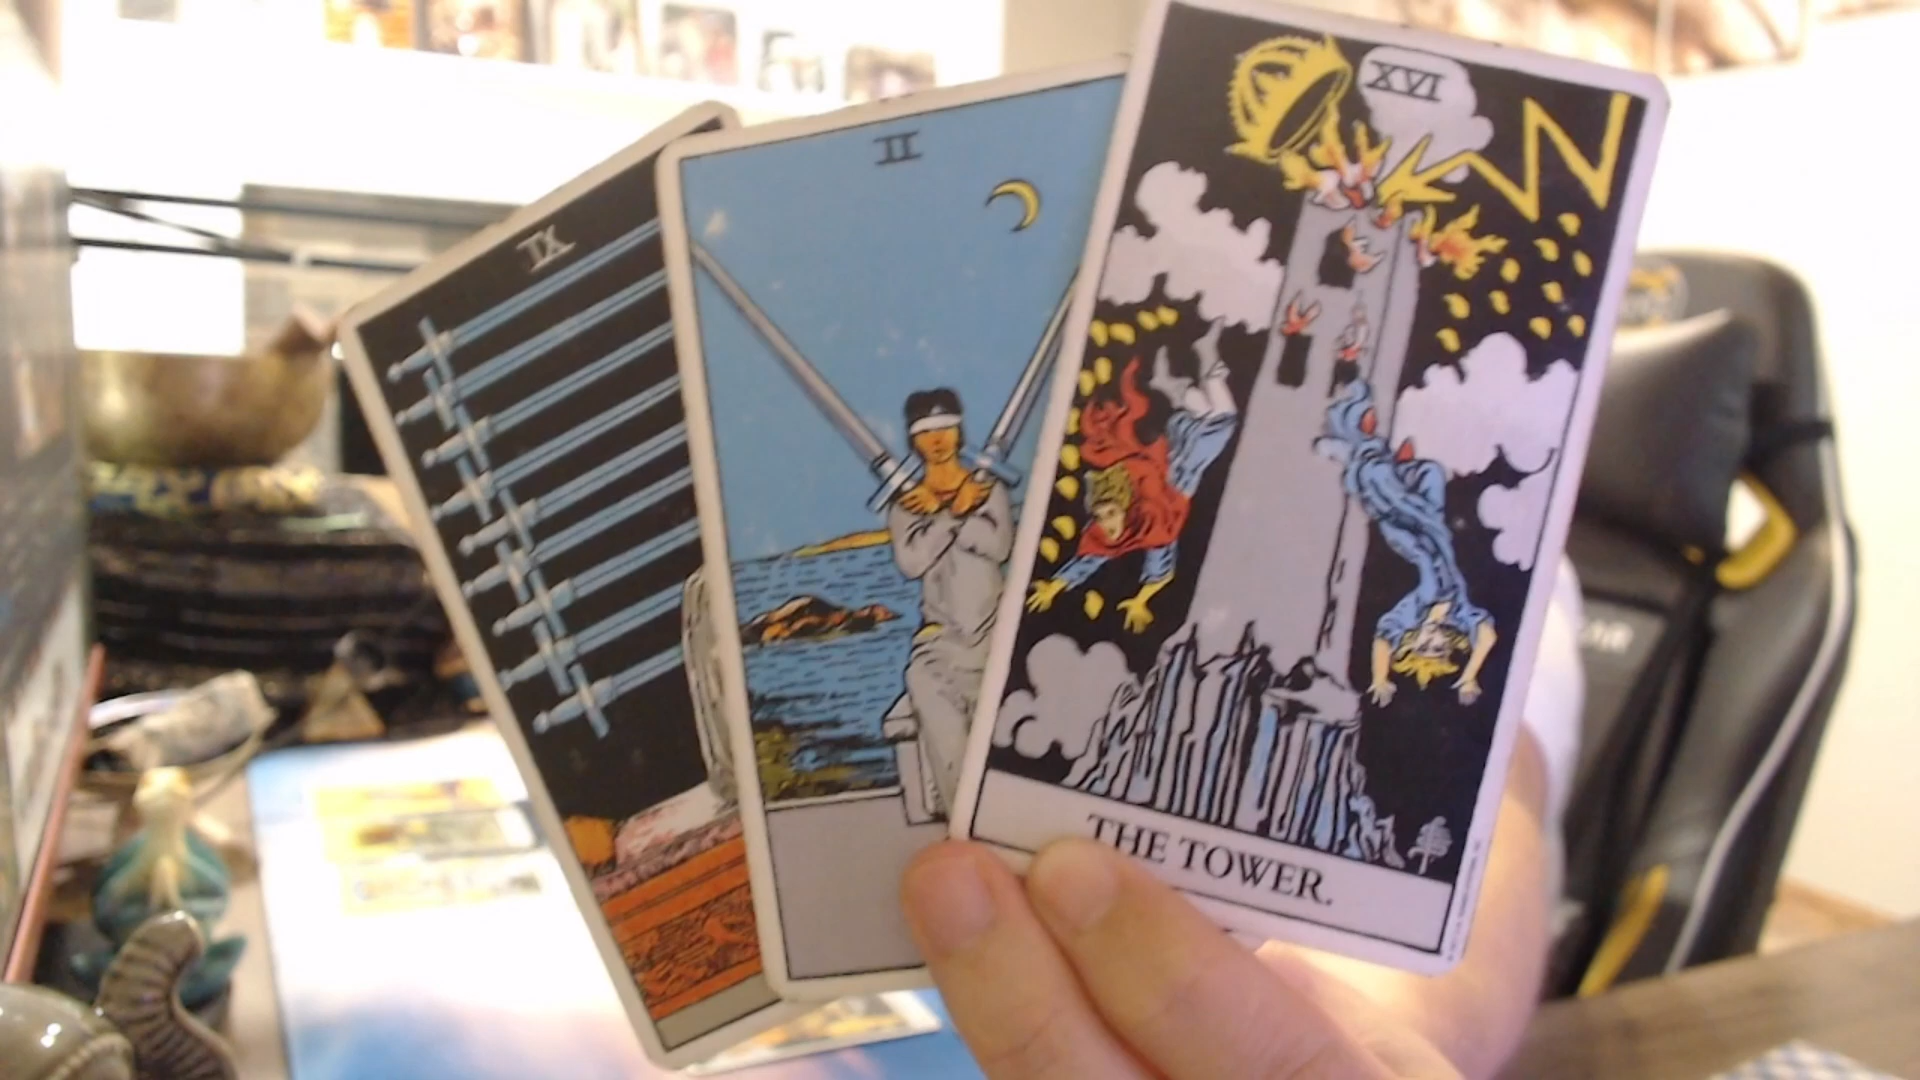 IX
II
XVI
THE TOWER.